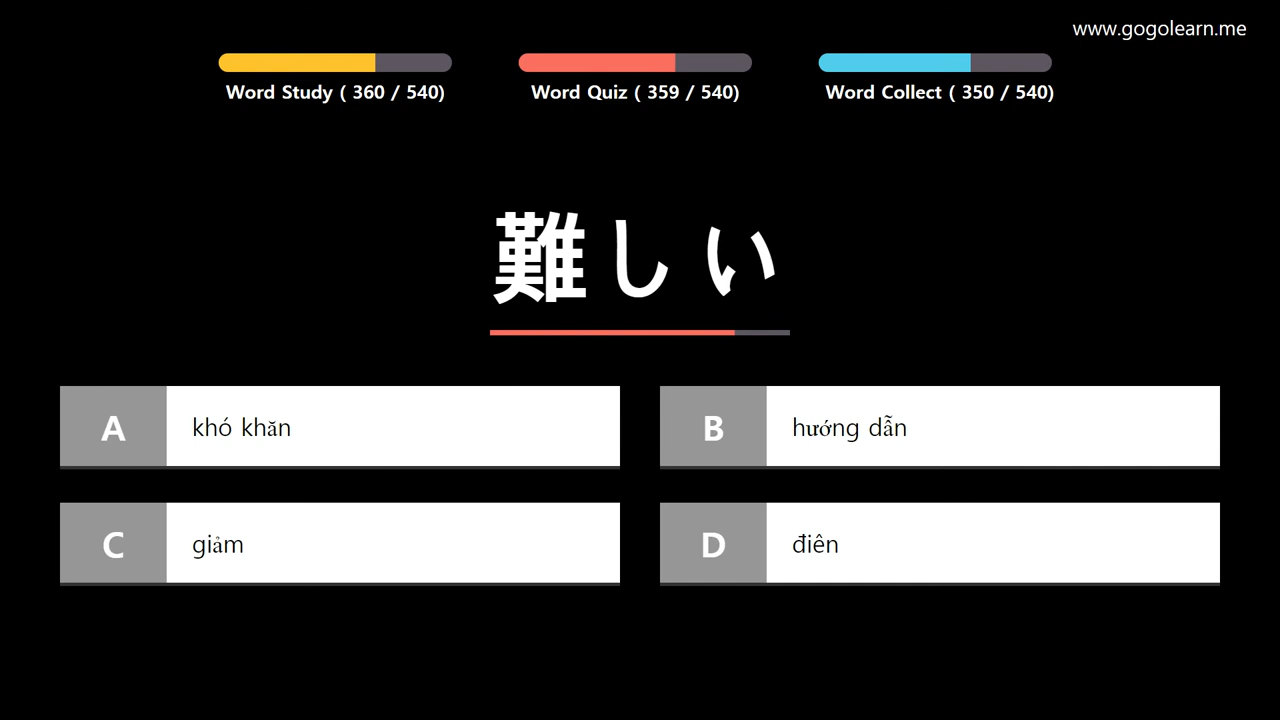 www.gogolearn.me
Word Study ( 360 / 540)
Word Quiz ( 359 / 540)
Word Collect ( 350 / 540)
難しい
A khó khăn
B hướng dẫn
C giảm
D điên